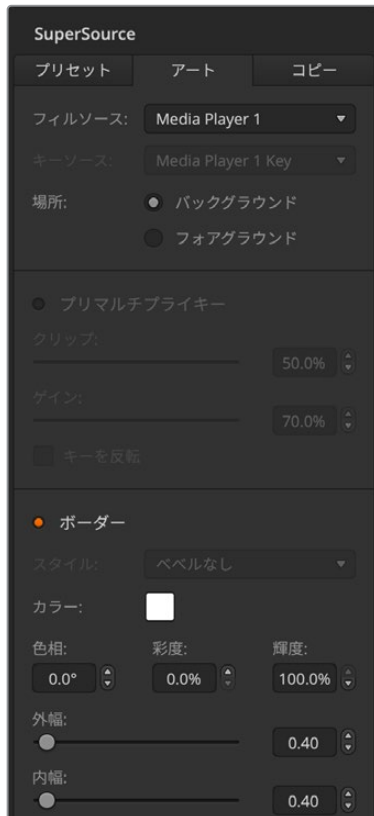 SuperSource
プリセット アート コピー
フィルソース: Media Player 1
キーソース: Media Player 1 Key
場所: バックグラウンド
フォアグラウンド
プリマルチプライキー
クリップ:
50.0%
ゲイン:
70.0%
キーを反転
ボーダー
スタイル: ベベルなし
カラー:
色相: 彩度: 輝度:
0.0° 0.0% 100.0%
外幅:
0.40
内幅:
0.40